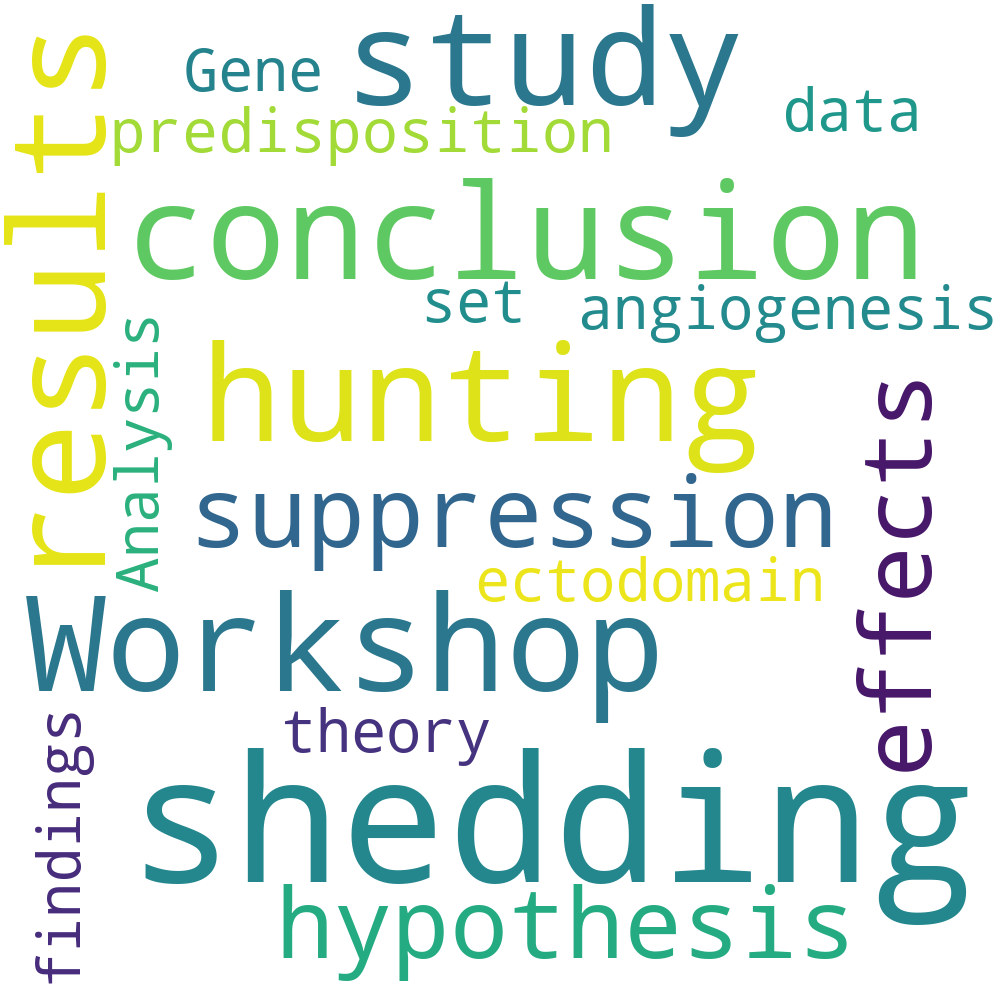 results
Gene
study
data
predisposition
conclusion
set
angiogenesis
Analysis
hunting
effects
suppression
ectodomain
Workshop
theory
findings
shedding
hypothesis